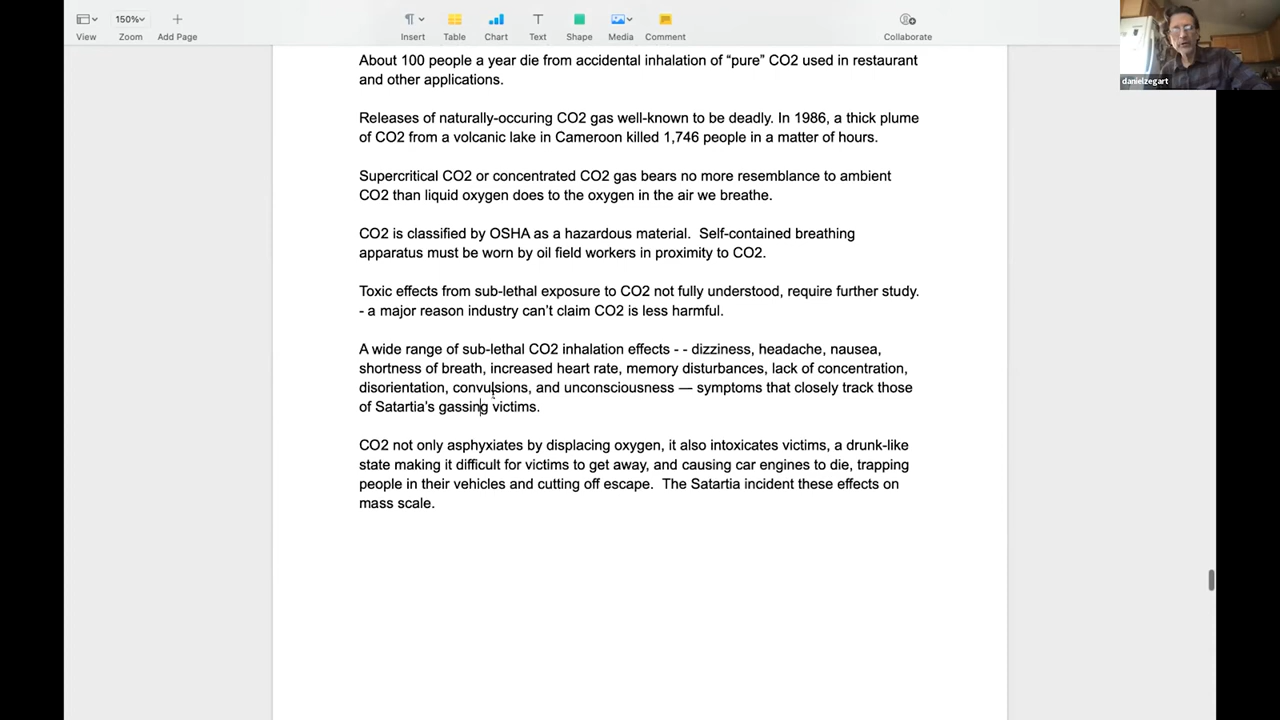 150%
View
Zoom
Add Page
Insert
Table
Chart
Text
Shape
Media
Comment
Collaborate
danielzegart
About 100 people a year die from accidental inhalation of “pure” CO2 used in restaurant
and other applications.
Releases of naturally-occuring CO2 gas well-known to be deadly. In 1986, a thick plume
of CO2 from a volcanic lake in Cameroon killed 1,746 people in a matter of hours.
Supercritical CO2 or concentrated CO2 gas bears no more resemblance to ambient
CO2 than liquid oxygen does to the oxygen in the air we breathe.
CO2 is classified by OSHA as a hazardous material.  Self-contained breathing
apparatus must be worn by oil field workers in proximity to CO2.
Toxic effects from sub-lethal exposure to CO2 not fully understood, require further study.
- a major reason industry can’t claim CO2 is less harmful.
A wide range of sub-lethal CO2 inhalation effects - - dizziness, headache, nausea,
shortness of breath, increased heart rate, memory disturbances, lack of concentration,
disorientation, convulsions, and unconsciousness — symptoms that closely track those
of Satartia’s gassing victims.
CO2 not only asphyxiates by displacing oxygen, it also intoxicates victims, a drunk-like
state making it difficult for victims to get away, and causing car engines to die, trapping
people in their vehicles and cutting off escape.  The Satartia incident these effects on
mass scale.